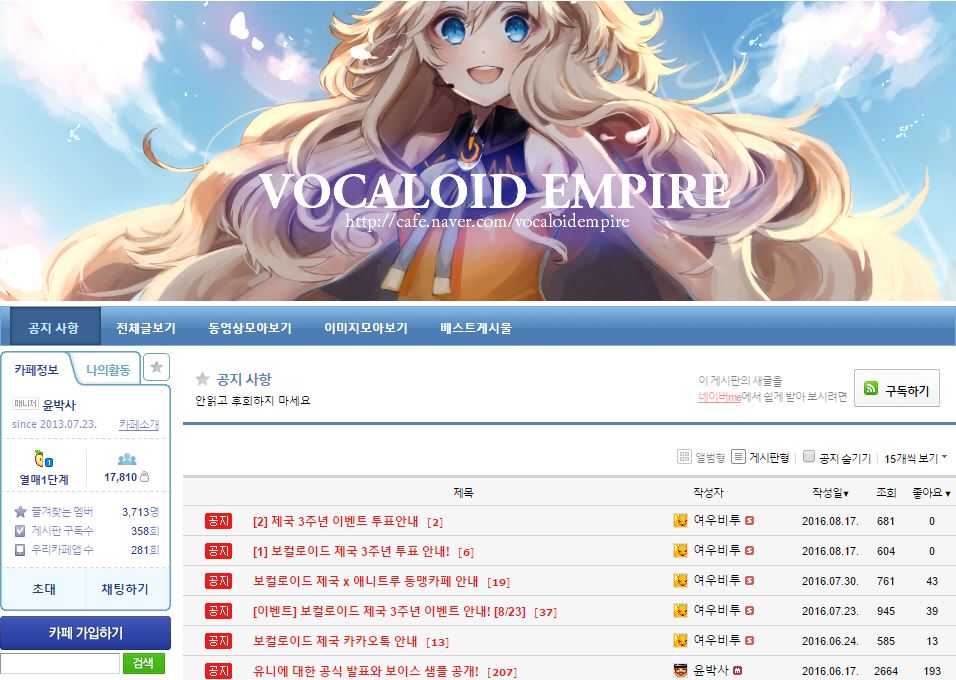 VOCALOID EMPIRE
http://cafe.naver.com/vocaloidempire
공지 사항 전체글보기 동영상모아보기 이미지모아보기 베스트게시물
카페정보 나의활동
매니저 윤박사
since 2013.07.23. 카페소개
열매1단계 17,810
즐겨찾는 멤버 3,713명
게시판 구독수 358회
우리카페앱 수 281회
초대 채팅하기
카페 가입하기
검색
공지 사항
안읽고 후회하지 마세요
이 게시판의 새글을
네이버me에서 쉽게 받아 보시려면
구독하기
앨범형 게시판형 공지 숨기기 15개씩 보기
제목 작성자 작성일▼ 조회 좋아요▼
공지 [2] 제국 3주년 이벤트 투표안내 [2] 여우비투 S 2016.08.17. 681 0
공지 [1] 보컬로이드 제국 3주년 투표 안내! [6] 여우비투 S 2016.08.17. 604 0
공지 보컬로이드 제국 x 애니트루 동맹카페 안내 [19] 여우비투 S 2016.07.30. 761 43
공지 [이벤트] 보컬로이드 제국 3주년 이벤트 안내! [8/23] [37] 여우비투 S 2016.07.23. 945 39
공지 보컬로이드 제국 카카오톡 안내 [13] 여우비투 S 2016.06.24. 585 13
공지 유니에 대한 공식 발표와 보이스 샘플 공개! [207] 윤박사 M 2016.06.17. 2664 193